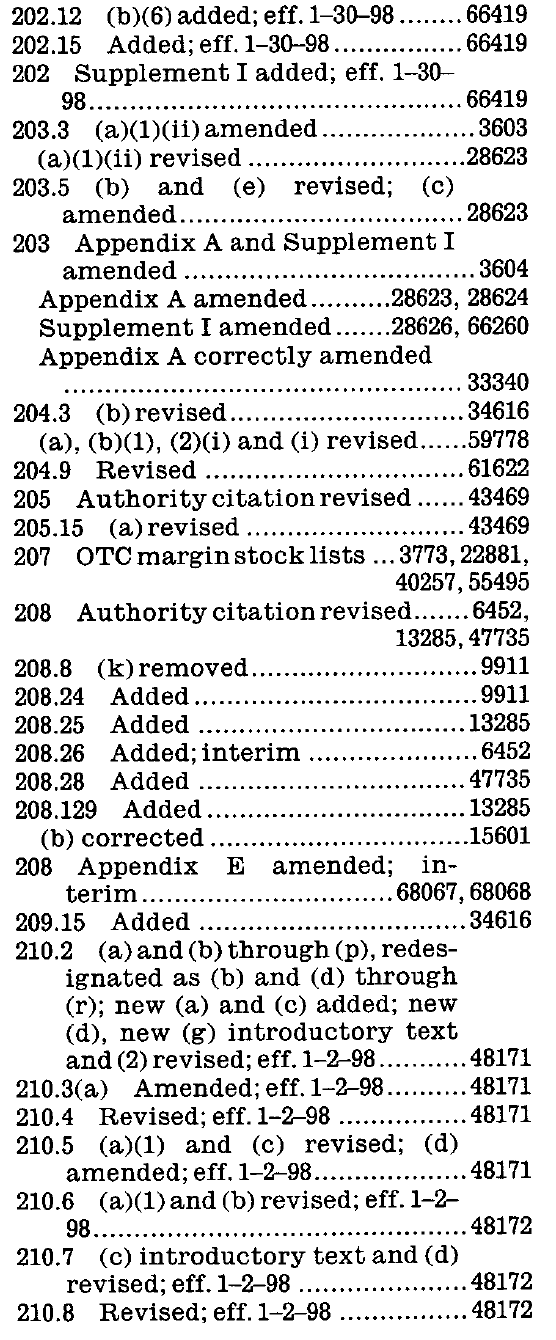 202.12 (b)(6) added; eff. 1–30–98 ........ 66419
202.15 Added; eff. 1–30–98 ................ 66419
202 Supplement I added; eff. 1–30–
98 .............................................. 66419
203.3 (a)(1)(ii) amended ................... 3603
(a)(1)(ii) revised ........................... 28623
203.5 (b) and (e) revised; (c)
amended ................................... 28623
203 Appendix A and Supplement I
amended .................................... 3604
Appendix A amended .......... 28623, 28624
Supplement I amended ....... 28626, 66260
Appendix A correctly amended
.................................................. 33340
204.3 (b) revised ............................. 34616
(a), (b)(1), (2)(i) and (i) revised ...... 59778
204.9 Revised ................................ 61622
205 Authority citation revised ...... 43469
205.15 (a) revised ........................... 43469
207 OTC margin stock lists ... 3773, 22881,
40257, 55495
208 Authority citation revised ....... 6452,
13285, 47735
208.8 (k) removed ............................ 9911
208.24 Added ................................... 9911
208.25 Added ................................. 13285
208.26 Added; interim ..................... 6452
208.28 Added ................................. 47735
208.129 Added ................................ 13285
(b) corrected ................................ 15601
208 Appendix E amended; in-
terim ............................... 68067, 68068
209.15 Added ................................. 34616
210.2 (a) and (b) through (p), redes-
ignated as (b) and (d) through
(r); new (a) and (c) added; new
(d), new (g) introductory text
and (2) revised; eff. 1–2–98 .......... 48171
210.3(a) Amended; eff. 1–2–98 .......... 48171
210.4 Revised; eff. 1–2–98 ................ 48171
210.5 (a)(1) and (c) revised; (d)
amended; eff. 1–2–98 ................... 48171
210.6 (a)(1) and (b) revised; eff. 1–2–
98 .............................................. 48172
210.7 (c) introductory text and (d)
revised; eff. 1–2–98 ..................... 48172
210.8 Revised; eff. 1–2–98 ................ 48172